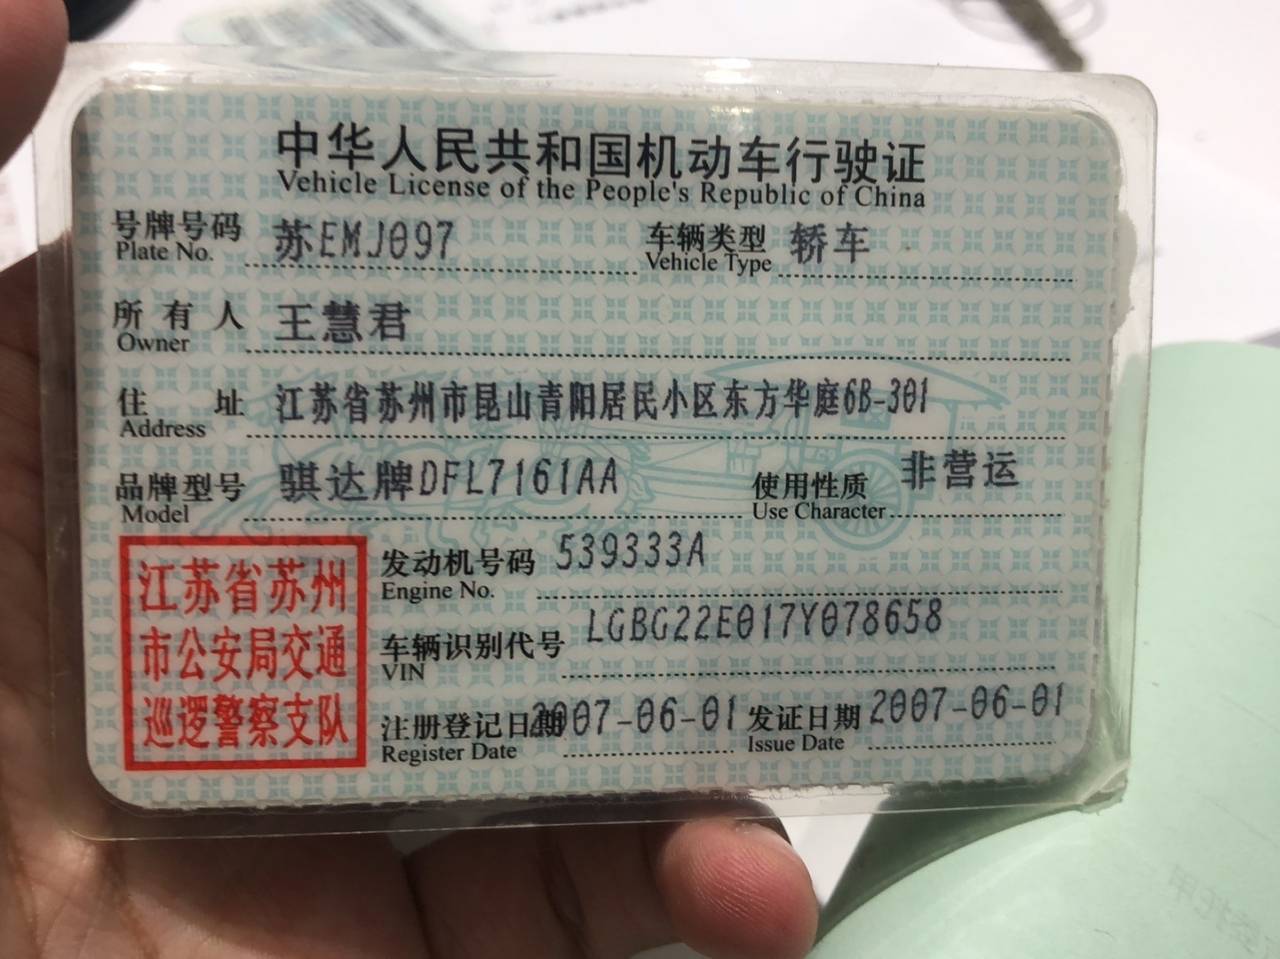 中华人民共和国机动车行驶证
Vehicle License of the People's Republic of China
号牌号码 苏EMJ097 车辆类型 轿车
Plate No. Vehicle Type
所有人 王慧君
Owner
住址 江苏省苏州市昆山青阳居民小区东方华庭6B-301
Address
品牌型号 骐达牌DFL7161AA 使用性质 非营运
Model Use Character
江苏省苏州
市公安局交通
巡逻警察支队
发动机号码 539333A
Engine No.
车辆识别代号 LGBG22E017Y078658
VIN
注册登记日期 2007-06-01 发证日期 2007-06-01
Register Date Issue Date